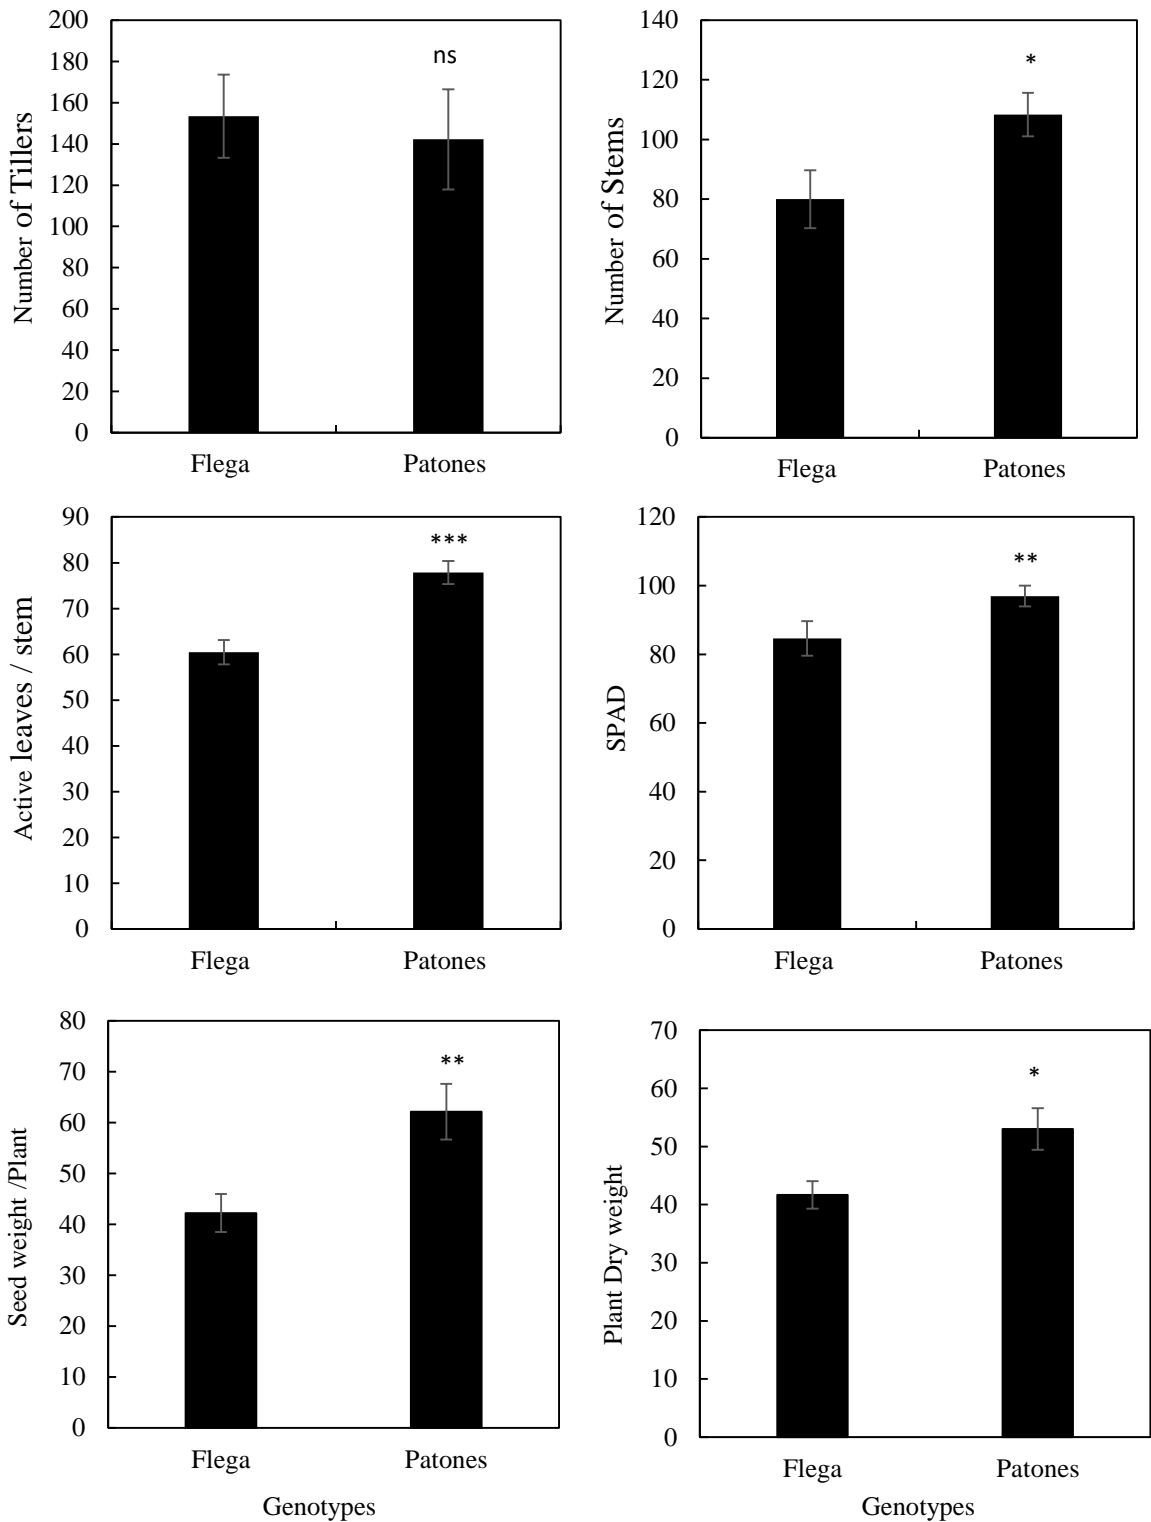 200
180
160
140
120
100
80
60
40
20
0
Number of Tillers
ns
Flega
Patones
140
120
100
80
60
40
20
0
Number of Stems
*
Flega
Patones
90
80
70
60
50
40
30
20
10
0
Active leaves / stem
***
Flega
Patones
120
100
80
60
40
20
0
SPAD
**
Flega
Patones
80
70
60
50
40
30
20
10
0
Seed weight /Plant
**
Flega
Patones
Genotypes
70
60
50
40
30
20
10
0
Plant Dry weight
*
Flega
Patones
Genotypes